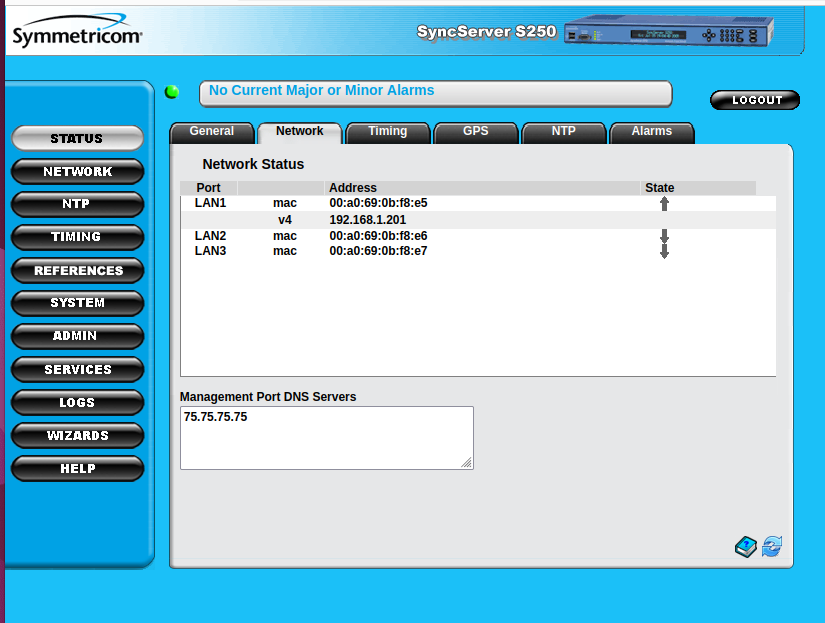 Symmetricom
SyncServer S250
No Current Major or Minor Alarms
LOGOUT
STATUS
NETWORK
NTP
TIMING
REFERENCES
SYSTEM
ADMIN
SERVICES
LOGS
WIZARDS
HELP
General Network Timing GPS NTP Alarms
Network Status
Port Address State
LAN1 mac 00:a0:69:0b:f8:e5
v4 192.168.1.201
LAN2 mac 00:a0:69:0b:f8:e6
LAN3 mac 00:a0:69:0b:f8:e7
Management Port DNS Servers
75.75.75.75